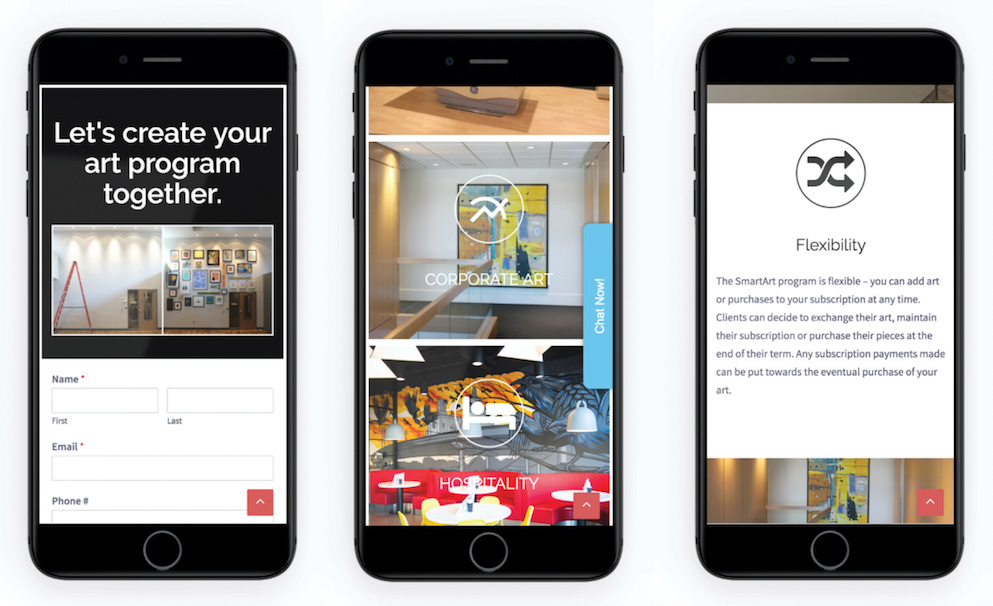 Let's create your
art program
together.
Name *
First
Last
Email *
Phone #
CORPORATE ART
Chat Now!
HOSPITALITY
Flexibility
The SmartArt program is flexible – you can add art
or purchases to your subscription at any time.
Clients can decide to exchange their art, maintain
their subscription or purchase their pieces at the
end of their term. Any subscription payments made
can be put towards the eventual purchase of your
art.